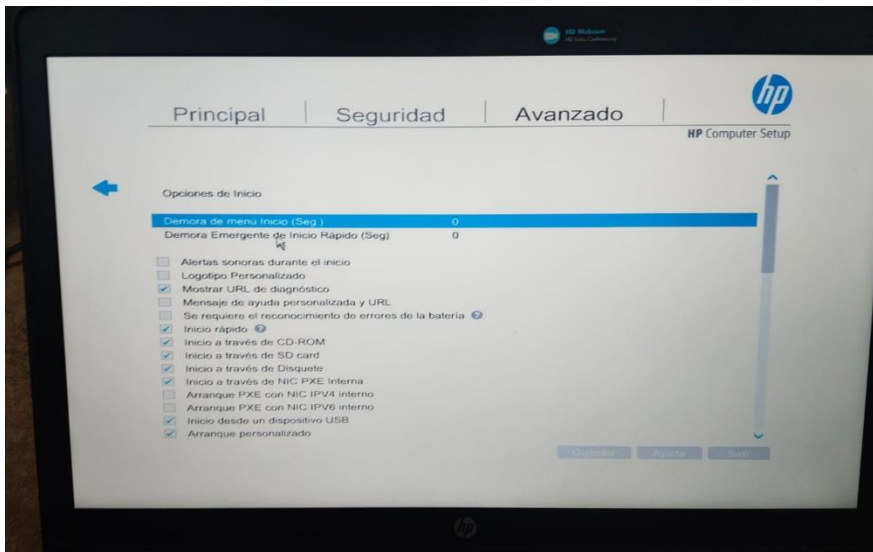 HD Webcam
Principal
Seguridad
Avanzado
hp
HP Computer Setup
Opciones de Inicio
Demora de menú Inicio (Seg ) 0
Demora Emergente de Inicio Rápido (Seg) 0
Alertas sonoras durante el inicio
Logotipo Personalizado
Mostrar URL de diagnóstico
Mensaje de ayuda personalizada y URL
Se requiere el reconocimiento de errores de la batería ?
Inicio rápido ?
Inicio a través de CD-ROM
Inicio a través de SD card
Inicio a través de Disquete
Inicio a través de NIC PXE Interna
Arranque PXE con NIC IPV4 interno
Arranque PXE con NIC IPV6 interno
Inicio desde un dispositivo USB
Arranque personalizado
Guardar
Ayuda
Salir
hp